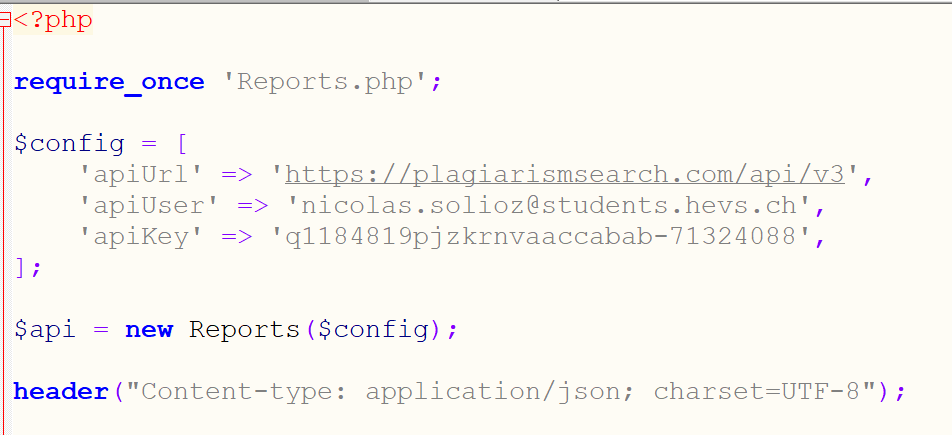 <?php
require_once 'Reports.php';
$config = [
'apiUrl' => 'https://plagiarismsearch.com/api/v3',
'apiUser' => 'nicolas.solioz@students.hevs.ch',
'apiKey' => 'q1184819pjzkrnvaaccabab-71324088',
];
$api = new Reports($config);
header("Content-type: application/json; charset=UTF-8");